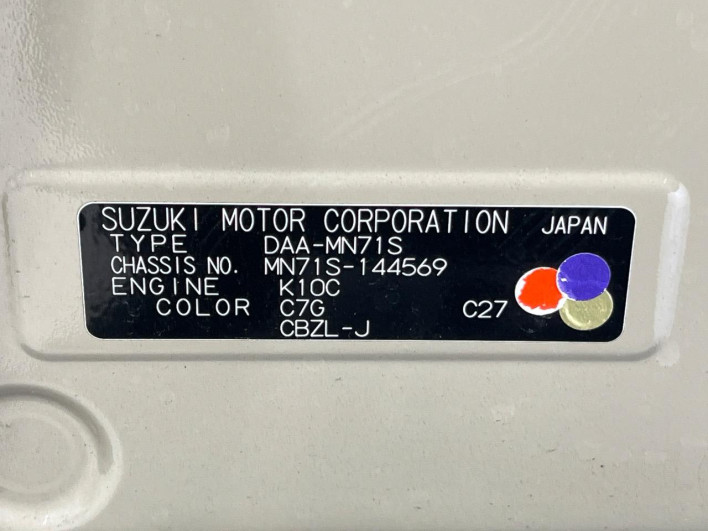 SUZUKI MOTOR CORPORATION JAPAN
TYPE DAA-MN71S
CHASSIS NO. MN71S-144569
ENGINE K10C
COLOR C7G C27
CBZL-J